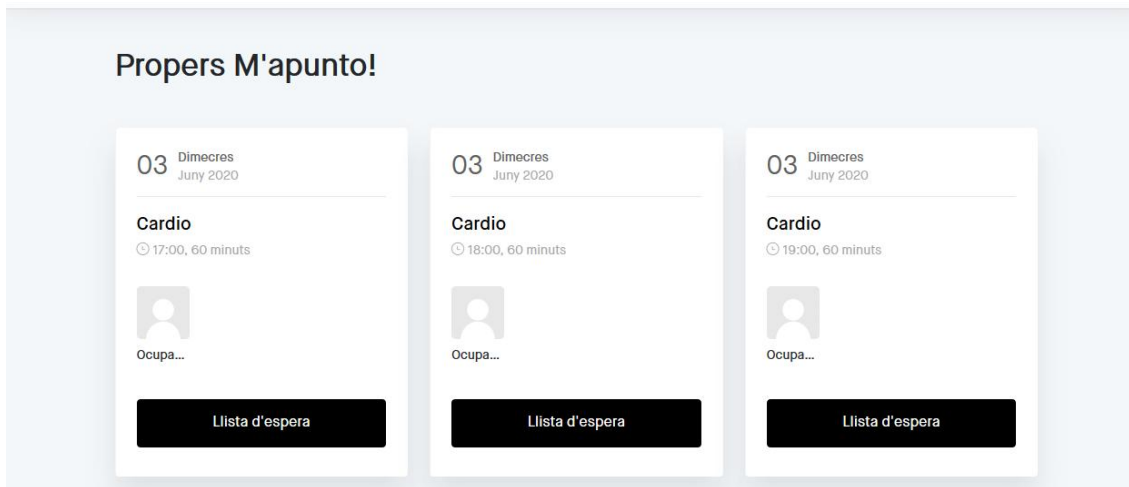 Propers M'apunto!
03 Dimecres
Juny 2020
Cardio
17:00, 60 minuts
Ocupa...
Llista d'espera
03 Dimecres
Juny 2020
Cardio
18:00, 60 minuts
Ocupa...
Llista d'espera
03 Dimecres
Juny 2020
Cardio
19:00, 60 minuts
Ocupa...
Llista d'espera